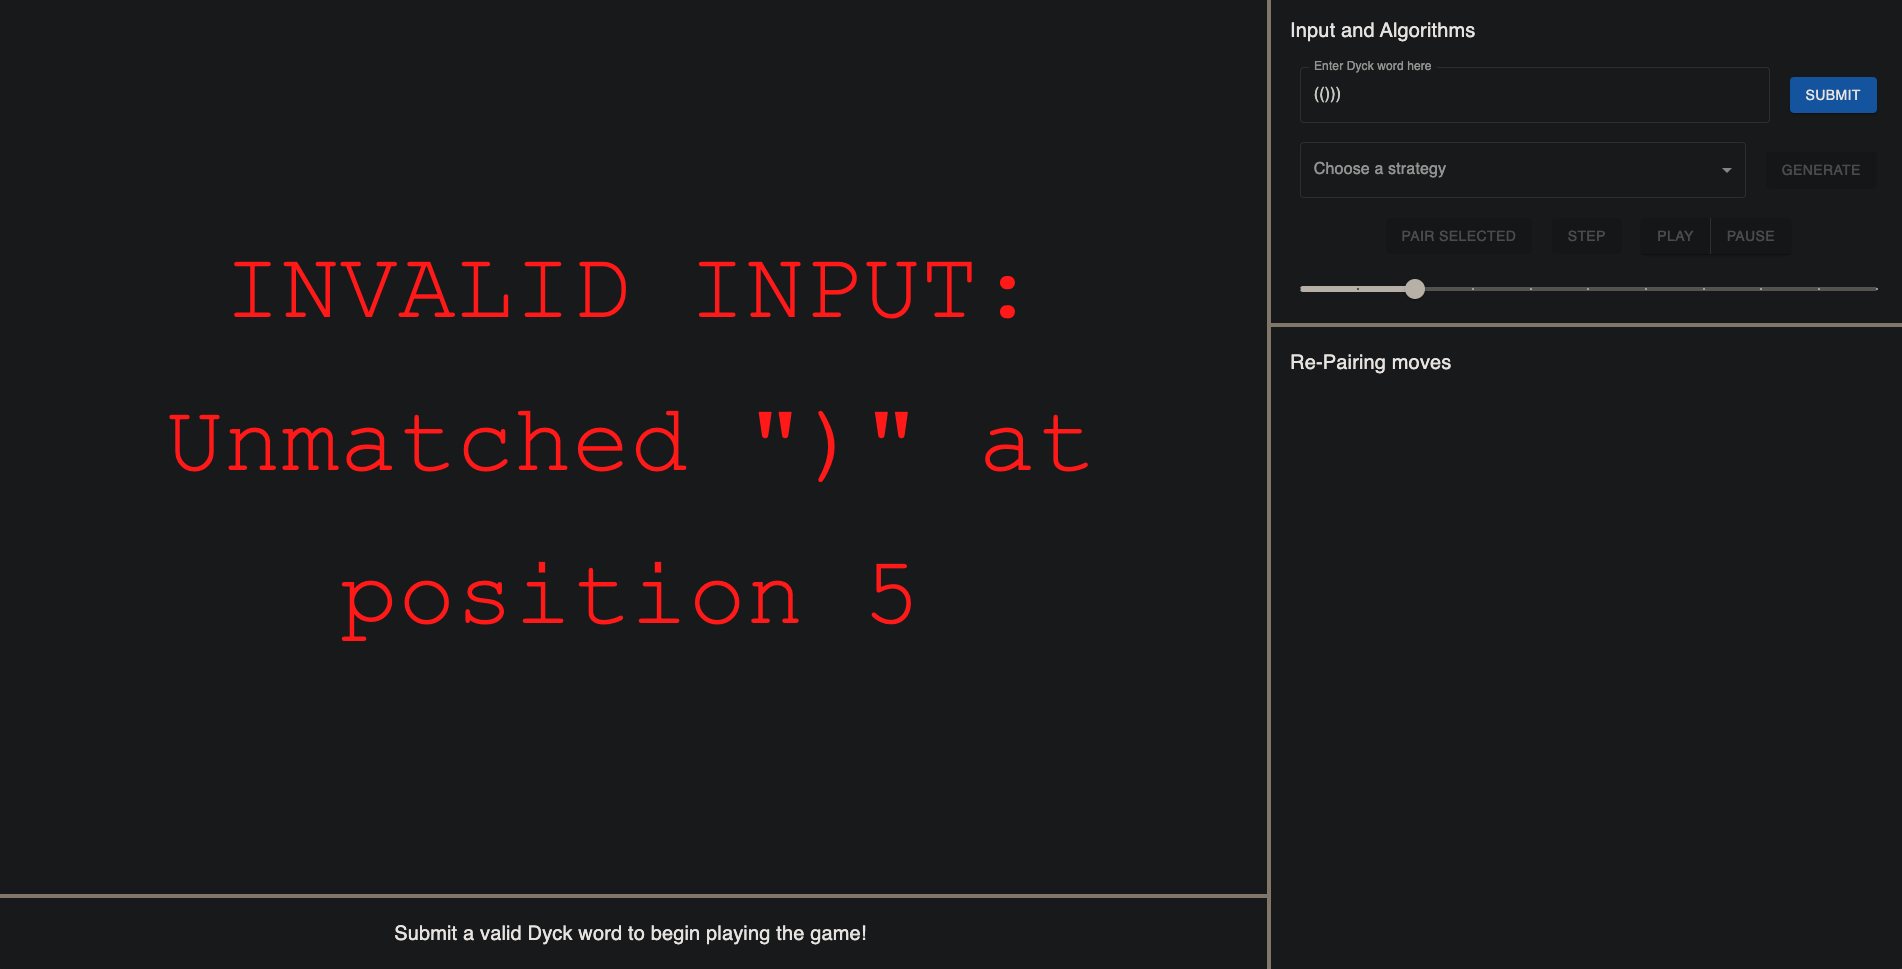 INVALID INPUT:
Unmatched ")" at
position 5
Submit a valid Dyck word to begin playing the game!
Input and Algorithms
Enter Dyck word here
(()))
SUBMIT
Choose a strategy
GENERATE
PAIR SELECTED STEP PLAY PAUSE
Re-Pairing moves